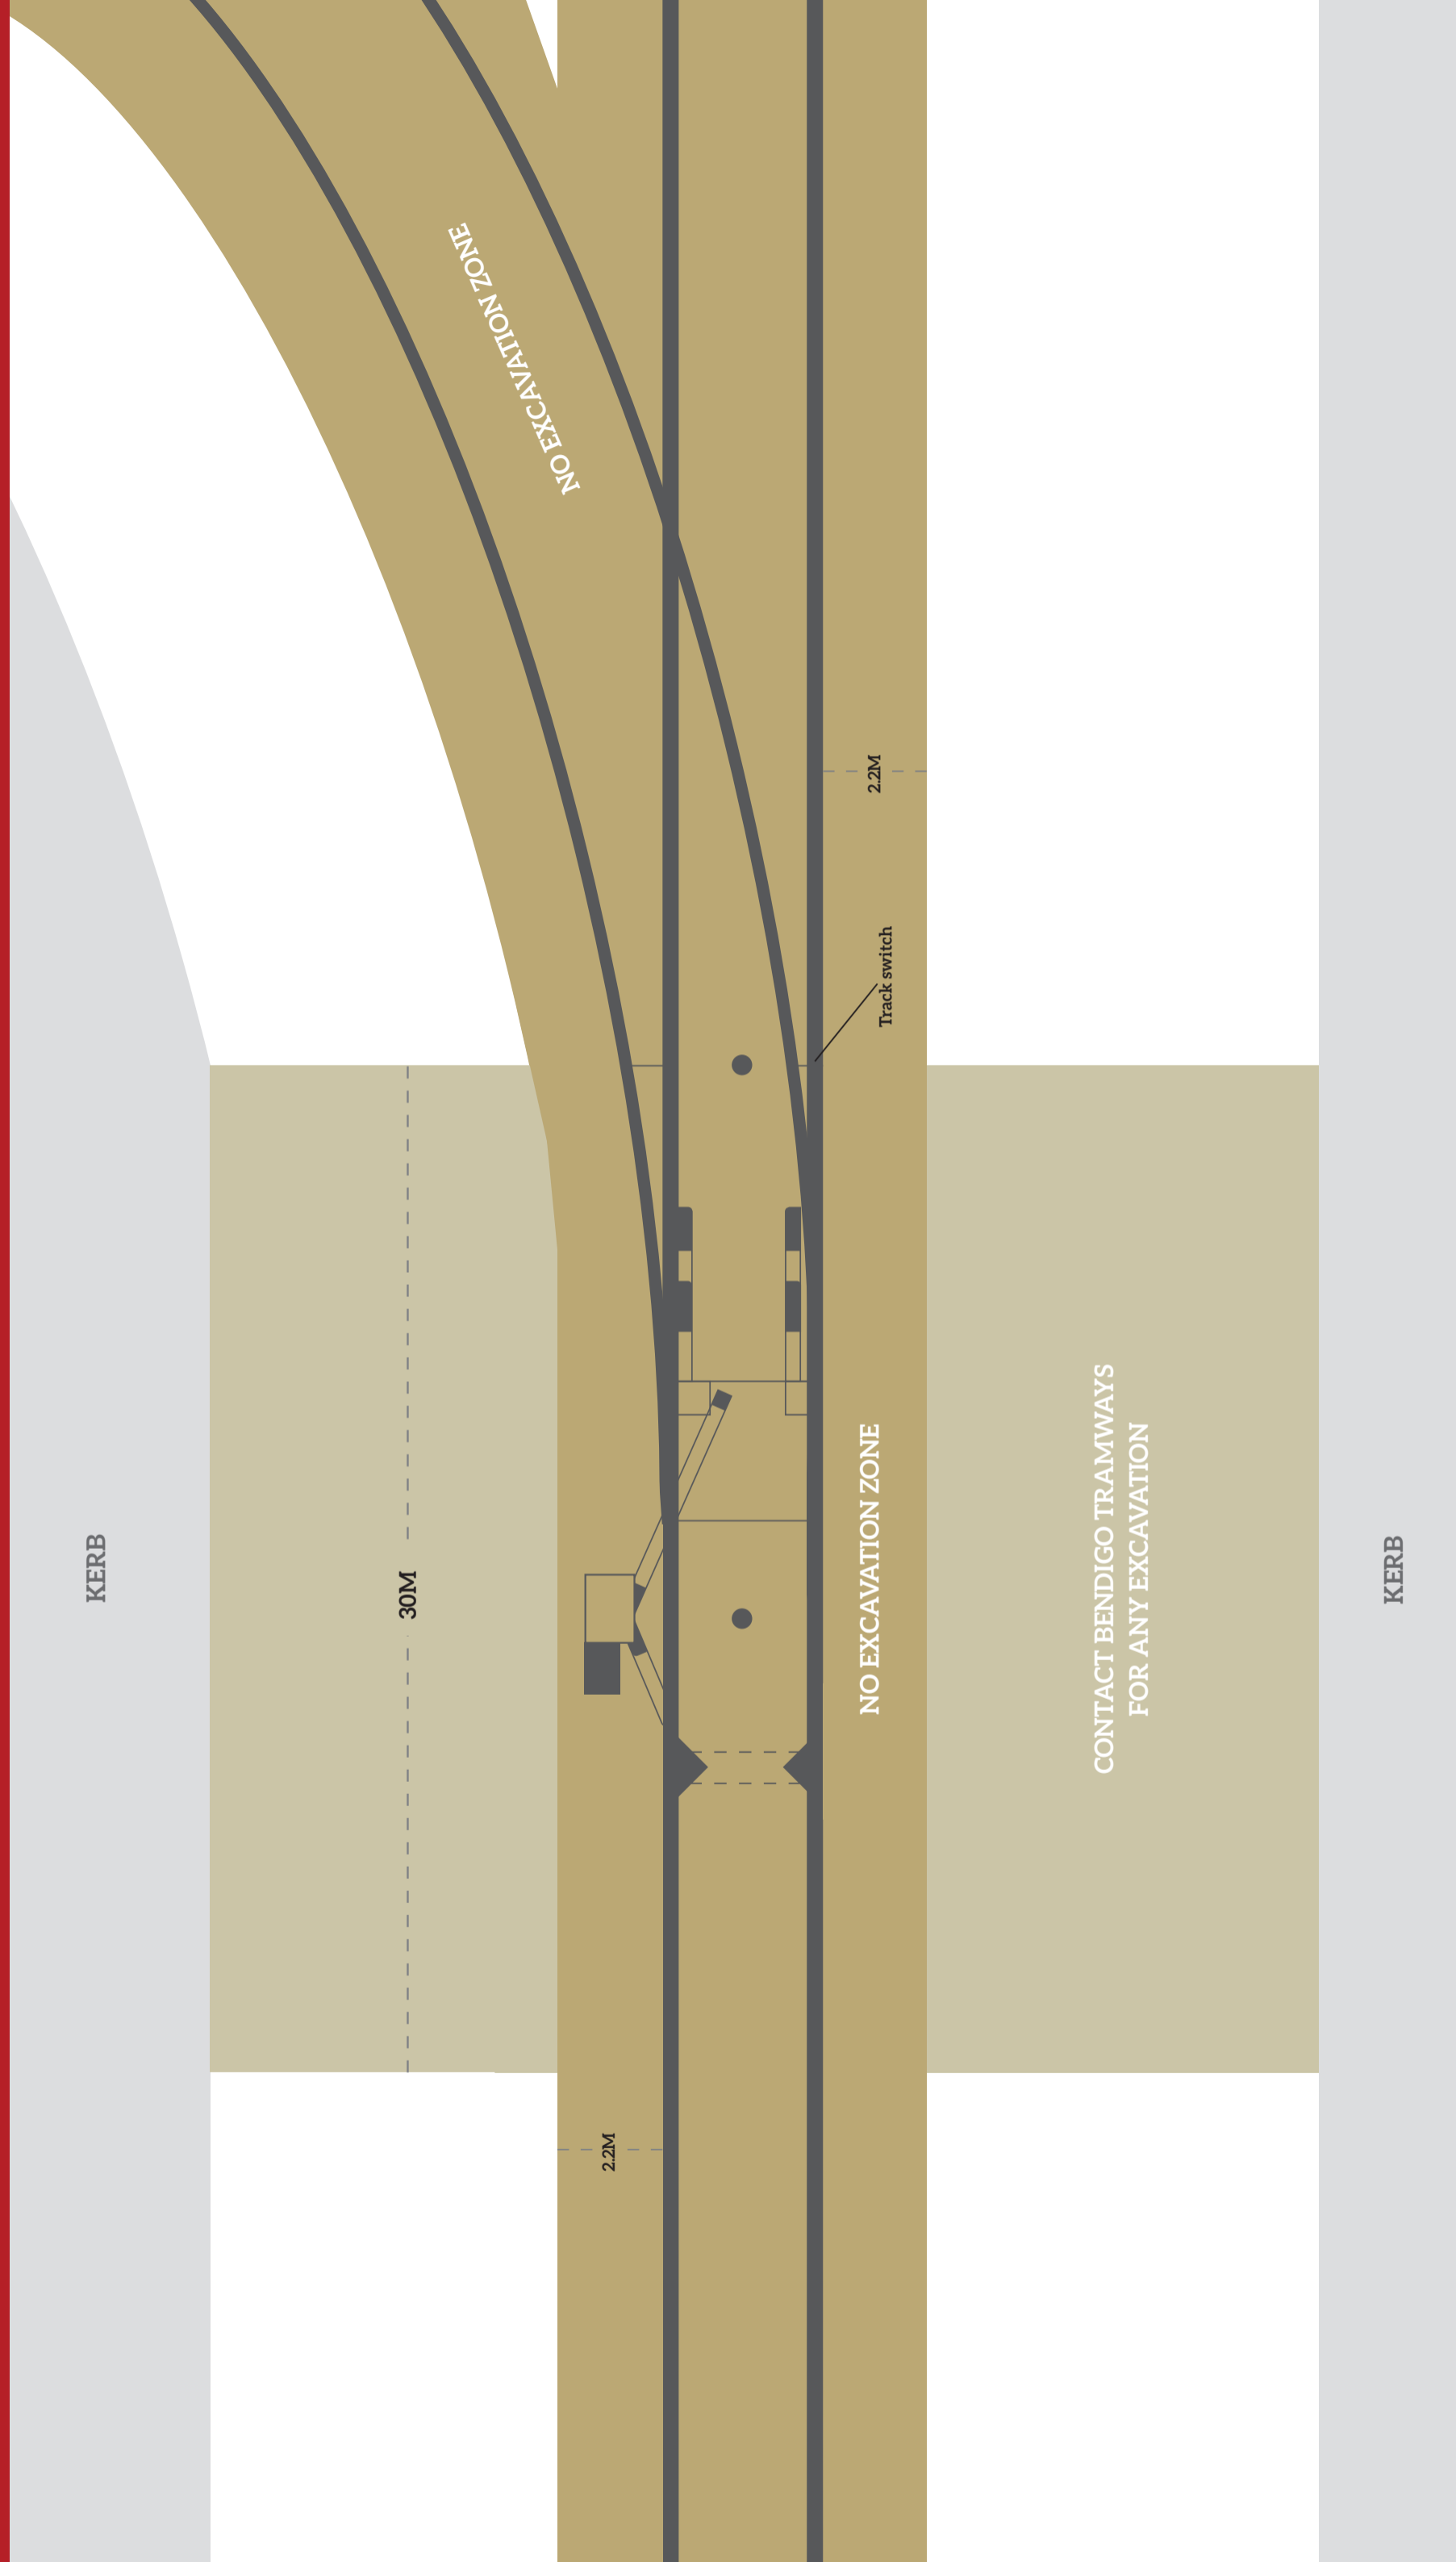 NO EXCAVATION ZONE
2.2M
Track switch
KERB
30M
NO EXCAVATION ZONE
CONTACT BENDIGO TRAMWAYS
FOR ANY EXCAVATION
KERB
2.2M